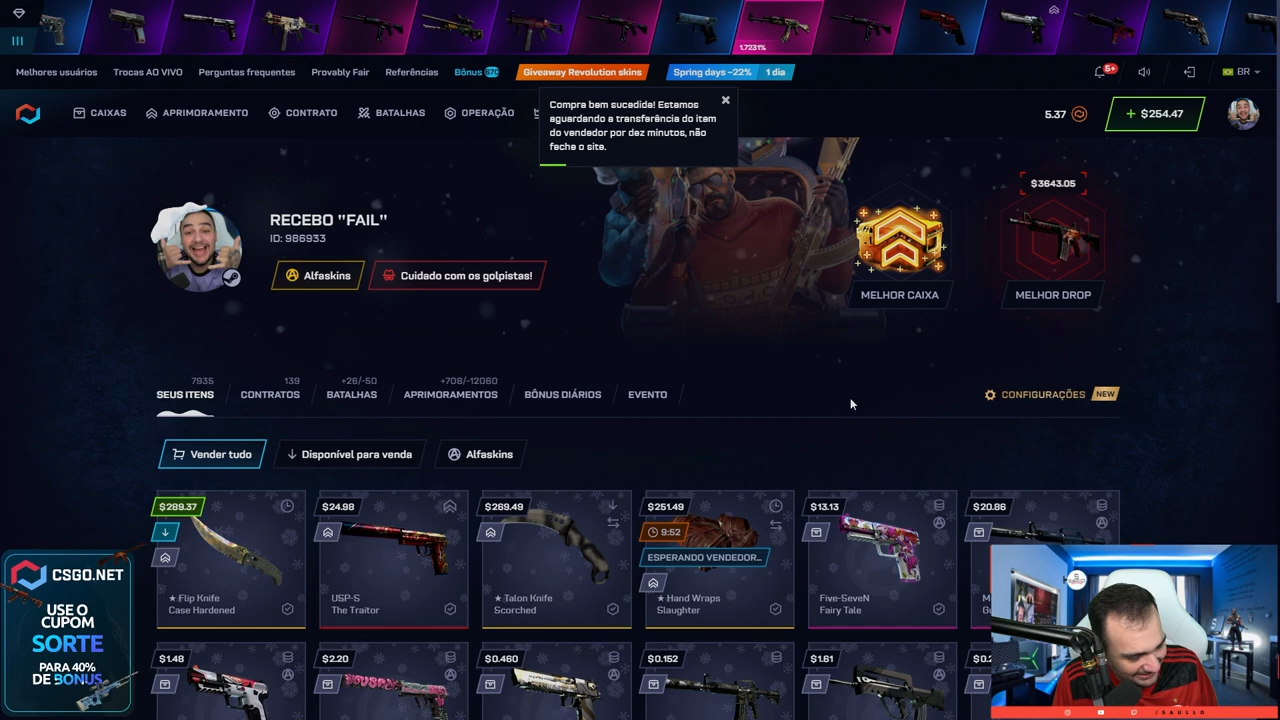 1.7231%
Melhores usuários
Trocas AO VIVO
Perguntas frequentes
Provably Fair
Referências
Bônus
Giveaway Revolution skins
Spring days −22%
1 dia
5+
BR
CAIXAS
APRIMORAMENTO
CONTRATO
BATALHAS
OPERAÇÃO
Compra bem sucedida! Estamos
aguardando a transferência do item
do vendedor por dez minutos, não
feche o site.
5.37
+ $254.47
RECEBO "FAIL"
ID: 986933
Alfaskins
Cuidado com os golpistas!
MELHOR CAIXA
$3643.05
MELHOR DROP
7935
SEUS ITENS
139
CONTRATOS
+26/-50
BATALHAS
+708/-12060
APRIMORAMENTOS
BÔNUS DIÁRIOS
EVENTO
CONFIGURAÇÕES
NEW
Vender tudo
Disponível para venda
Alfaskins
$289.37
★ Flip Knife
Case Hardened
$24.98
USP-S
The Traitor
$269.49
★ Talon Knife
Scorched
$251.49
9:52
ESPERANDO VENDEDOR...
★ Hand Wraps
Slaughter
$13.13
Five-SeveN
Fairy Tale
$20.86
$1.48
$2.20
$0.460
$0.152
$1.61
CSGO.NET
USE O
CUPOM
SORTE
PARA 40%
DE BONUS
/SAULLO